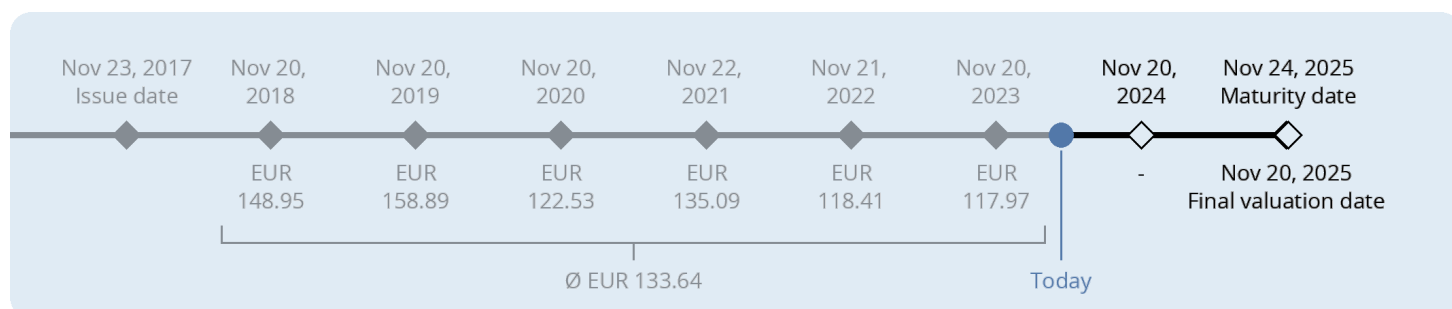 Nov 23, 2017
Issue date
Nov 20,
2018
Nov 20,
2019
Nov 20,
2020
Nov 22,
2021
Nov 21,
2022
Nov 20,
2023
Nov 20,
2024
Nov 24, 2025
Maturity date
EUR
148.95
EUR
158.89
EUR
122.53
EUR
135.09
EUR
118.41
EUR
117.97
-
Nov 20, 2025
Final valuation date
Ø EUR 133.64
Today